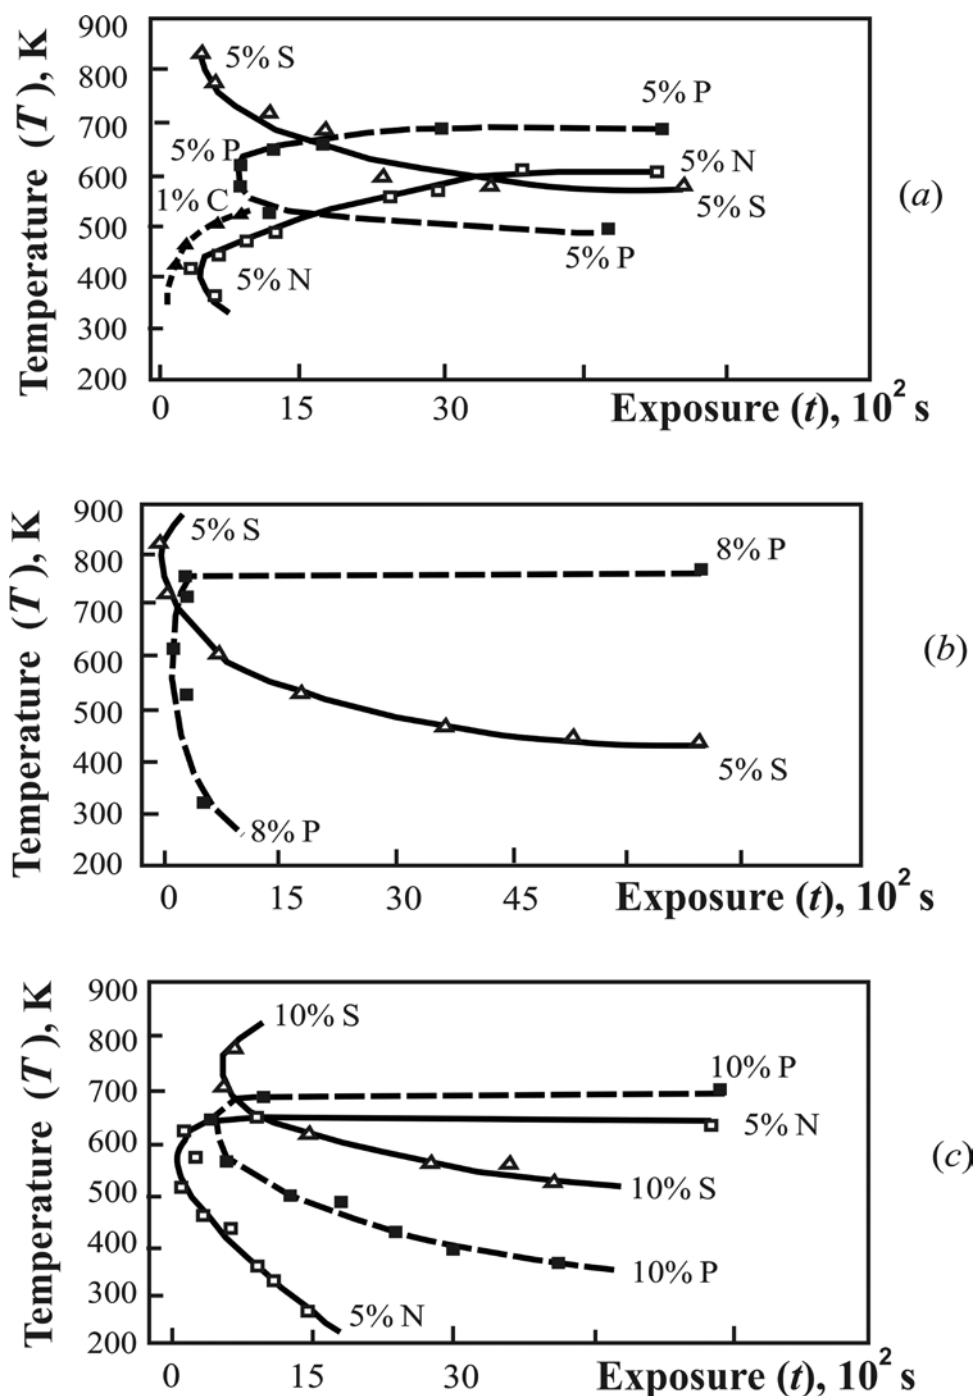 Temperature (T), K
900
800
700
600
500
400
300
200
5% S
5% P
5% P
5% N
1% C
5% S
5% N
5% P
(a)
0 15 30 Exposure (t), 10² s
Temperature (T), K
900
800
700
600
500
400
300
200
5% S
8% P
5% S
8% P
(b)
0 15 30 45 Exposure (t), 10² s
Temperature (T), K
900
800
700
600
500
400
300
200
10% S
10% P
5% N
10% S
10% P
5% N
(c)
0 15 30 Exposure (t), 10² s